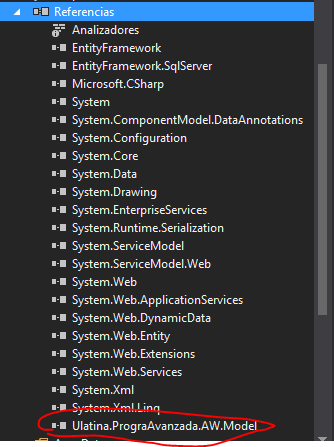 Referencias
Analizadores
EntityFramework
EntityFramework.SqlServer
Microsoft.CSharp
System
System.ComponentModel.DataAnnotations
System.Configuration
System.Core
System.Data
System.Drawing
System.EnterpriseServices
System.Runtime.Serialization
System.ServiceModel
System.ServiceModel.Web
System.Web
System.Web.ApplicationServices
System.Web.DynamicData
System.Web.Entity
System.Web.Extensions
System.Web.Services
System.Xml
System.Xml.Linq
Ulatina.PrograAvanzada.AW.Model